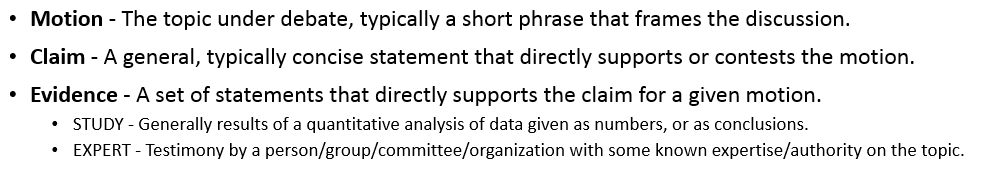 • Motion - The topic under debate, typically a short phrase that frames the discussion.
• Claim - A general, typically concise statement that directly supports or contests the motion.
• Evidence - A set of statements that directly supports the claim for a given motion.
• STUDY - Generally results of a quantitative analysis of data given as numbers, or as conclusions.
• EXPERT - Testimony by a person/group/committee/organization with some known expertise/authority on the topic.